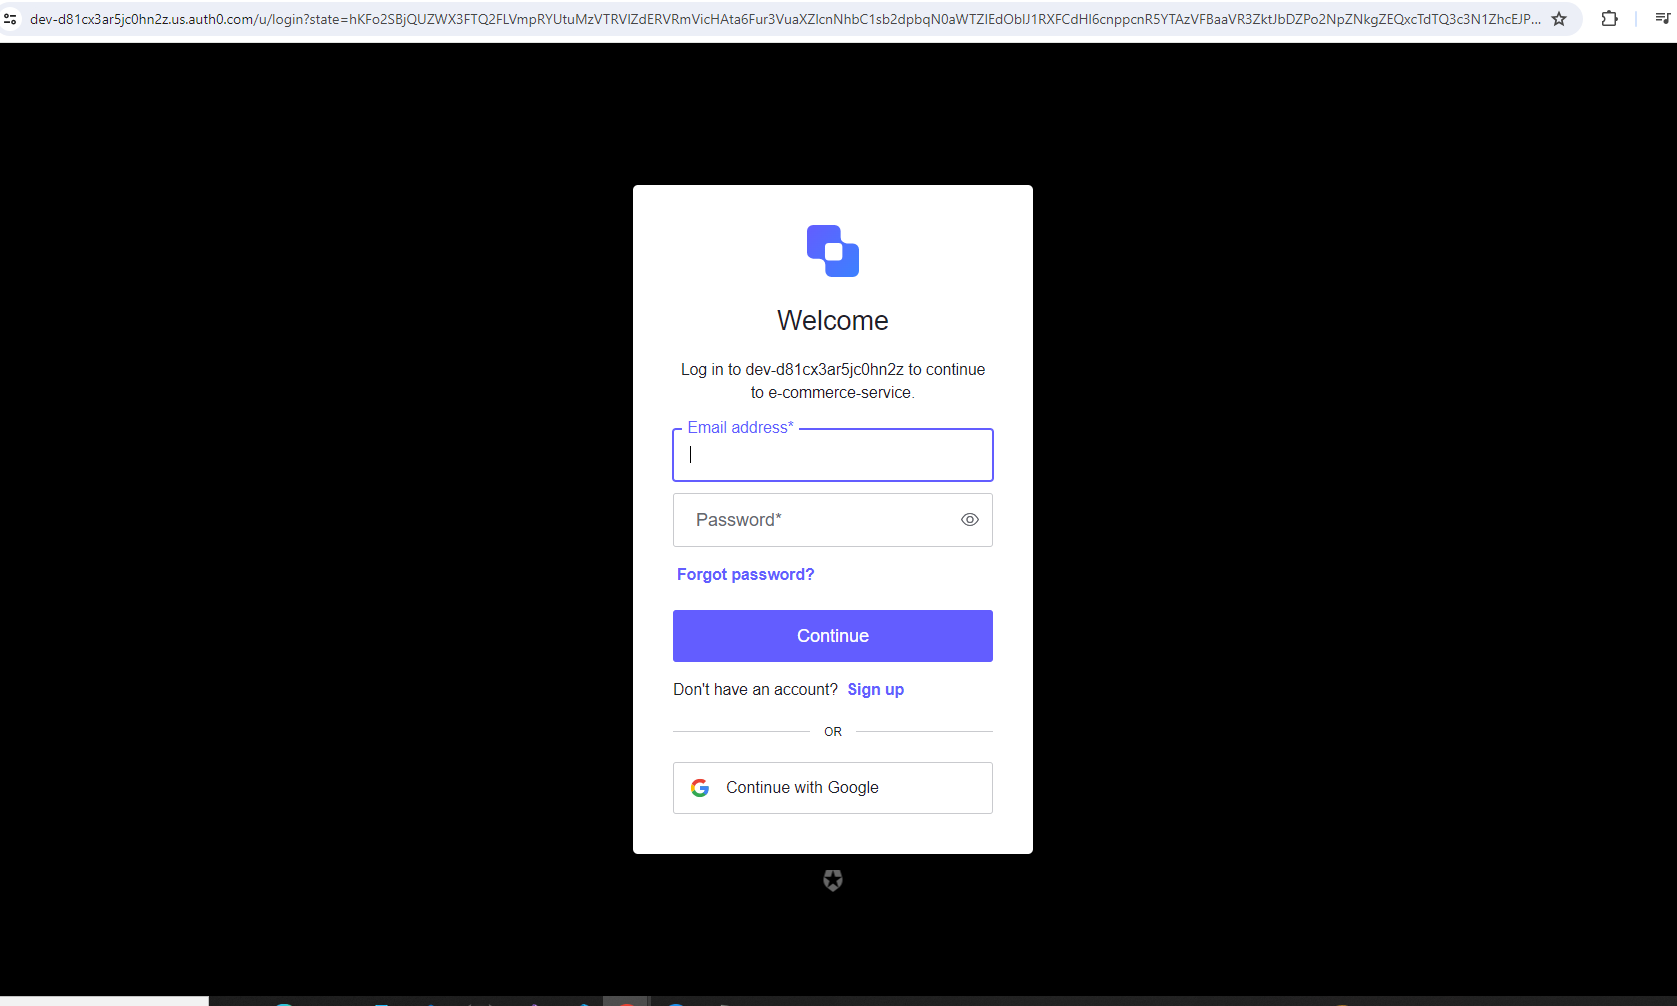 dev-d81cx3ar5jc0hn2z.us.auth0.com/u/login?state=hKFo2SBjQUZWX3FTQ2FLVmpRYUtuMzVTRVlZdERVRmVicHAta6Fur3VuaXZlcnNhbC1sb2dpbqN0aWTZIEdOblJ1RXFCdHl6cnppcnR5YTAzVFBaaVR3ZktJbDZPo2NpZNkgZEQxcTdTQ3c3N1ZhcEJP...
Welcome
Log in to dev-d81cx3ar5jc0hn2z to continue
to e-commerce-service.
Email address*
Password*
Forgot password?
Continue
Don't have an account? Sign up
OR
Continue with Google